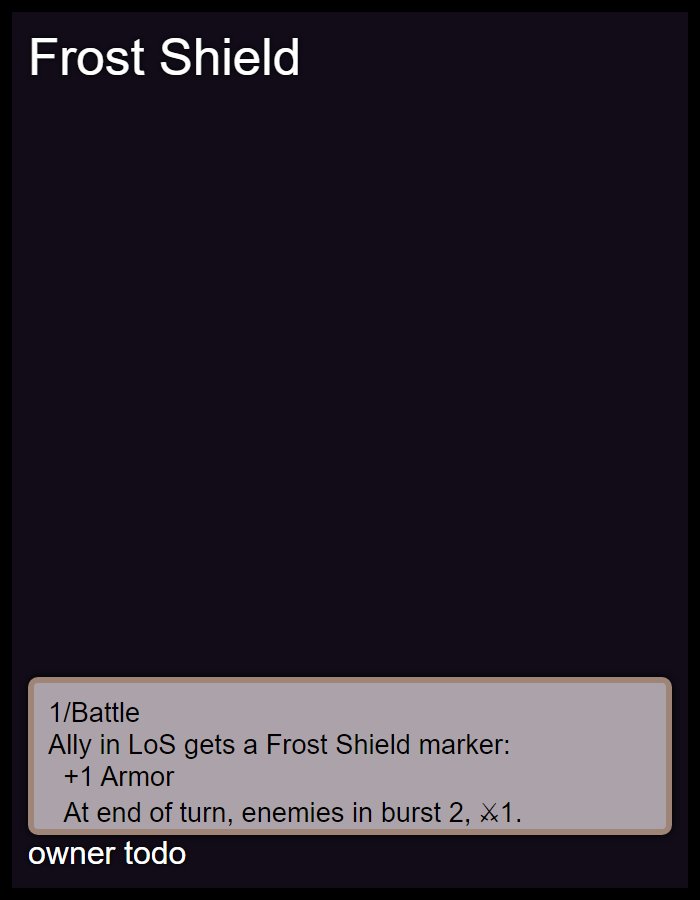 Frost Shield
1/Battle
Ally in LoS gets a Frost Shield marker:
+1 Armor
At end of turn, enemies in burst 2, ⚔1.
owner todo